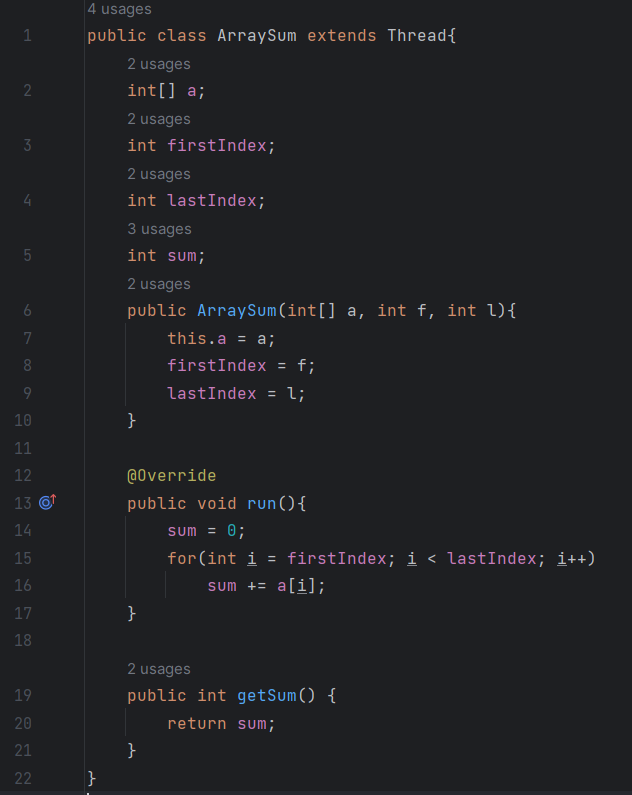 4 usages
1 public class ArraySum extends Thread{
2 usages
2 int[] a;
2 usages
3 int firstIndex;
2 usages
4 int lastIndex;
3 usages
5 int sum;
2 usages
6 public ArraySum(int[] a, int f, int l){
7 this.a = a;
8 firstIndex = f;
9 lastIndex = l;
10 }
11
12 @Override
13 public void run(){
14 sum = 0;
15 for(int i = firstIndex; i < lastIndex; i++)
16 sum += a[i];
17 }
18
2 usages
19 public int getSum() {
20 return sum;
21 }
22 }